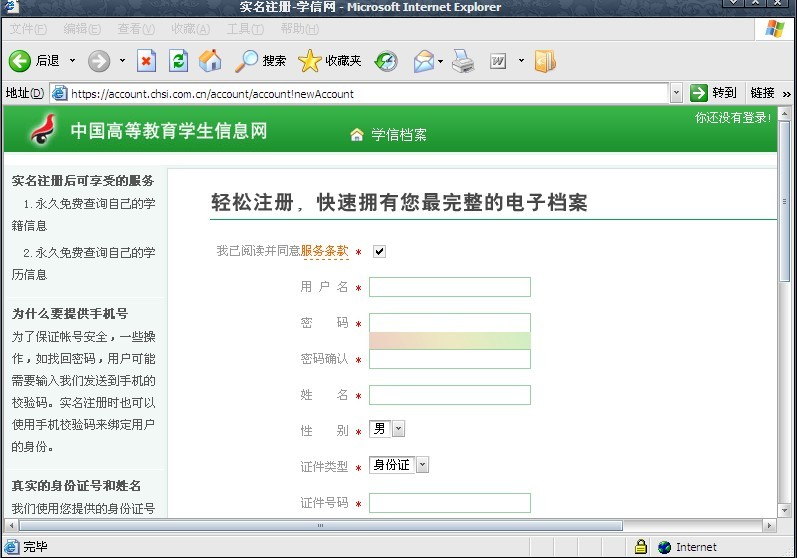 实名注册-学信网 - Microsoft Internet Explorer
文件(F) 编辑(E) 查看(V) 收藏(A) 工具(T) 帮助(H)
后退 搜索 收藏夹
地址(D) https://account.chsi.com.cn/account/account!newAccount 转到 链接 »
中国高等教育学生信息网 学信档案 你还没有登录!
实名注册后可享受的服务
1.永久免费查询自己的学
籍信息
2.永久免费查询自己的学
历信息
为什么要提供手机号
为了保证帐号安全，一些操
作，如找回密码，用户可能
需要输入我们发送到手机的
校验码。实名注册时也可以
使用手机校验码来绑定用户
的身份。
真实的身份证号和姓名
我们使用您提供的身份证号
轻松注册，快速拥有您最完整的电子档案
我已阅读并同意服务条款 *
用 户 名 *
密 码 *
密码确认 *
姓 名 *
性 别 * 男
证件类型 * 身份证
证件号码 *
完毕 Internet